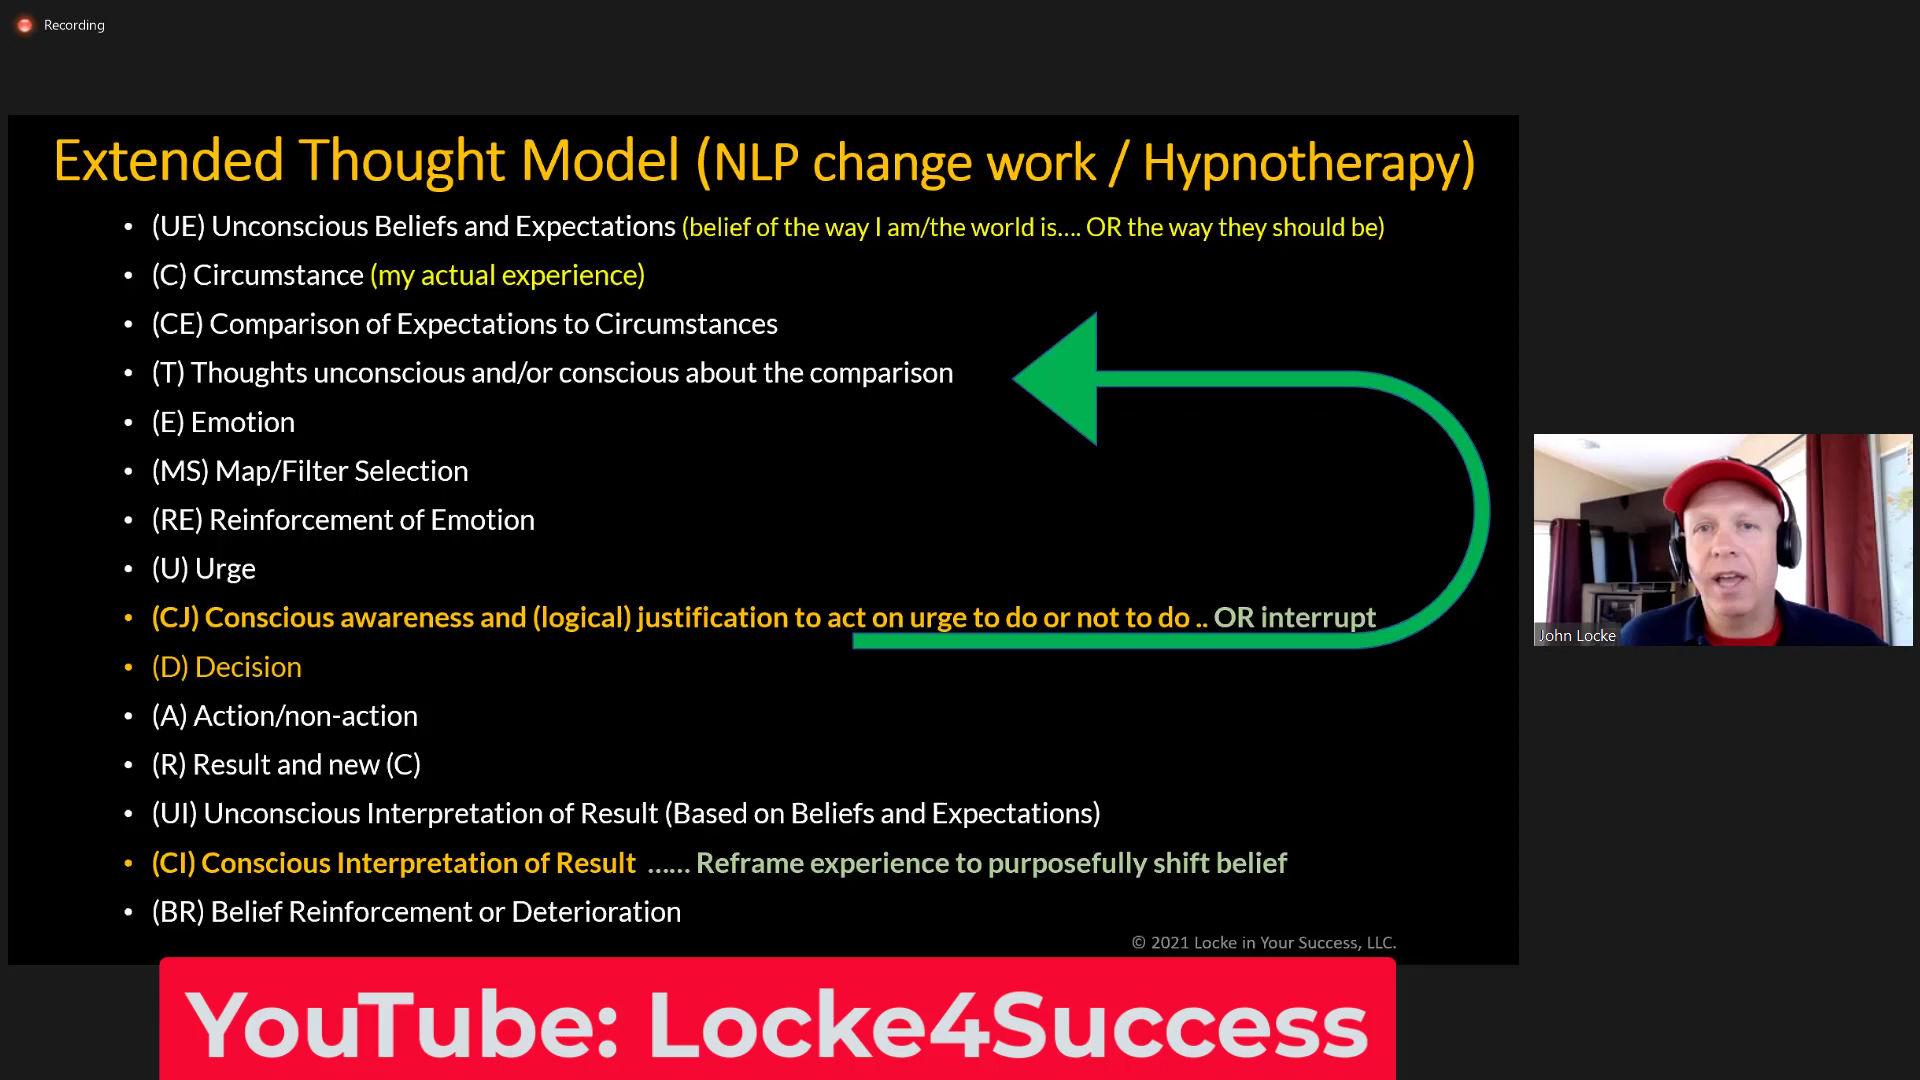 Recording
Extended Thought Model (NLP change work / Hypnotherapy)
• (UE) Unconscious Beliefs and Expectations (belief of the way I am/the world is.... OR the way they should be)
• (C) Circumstance (my actual experience)
• (CE) Comparison of Expectations to Circumstances
• (T) Thoughts unconscious and/or conscious about the comparison
• (E) Emotion
• (MS) Map/Filter Selection
• (RE) Reinforcement of Emotion
• (U) Urge
• (CJ) Conscious awareness and (logical) justification to act on urge to do or not to do .. OR interrupt
• (D) Decision
• (A) Action/non-action
• (R) Result and new (C)
• (UI) Unconscious Interpretation of Result (Based on Beliefs and Expectations)
• (CI) Conscious Interpretation of Result ...... Reframe experience to purposefully shift belief
• (BR) Belief Reinforcement or Deterioration
© 2021 Locke in Your Success, LLC.
John Locke
YouTube: Locke4Success